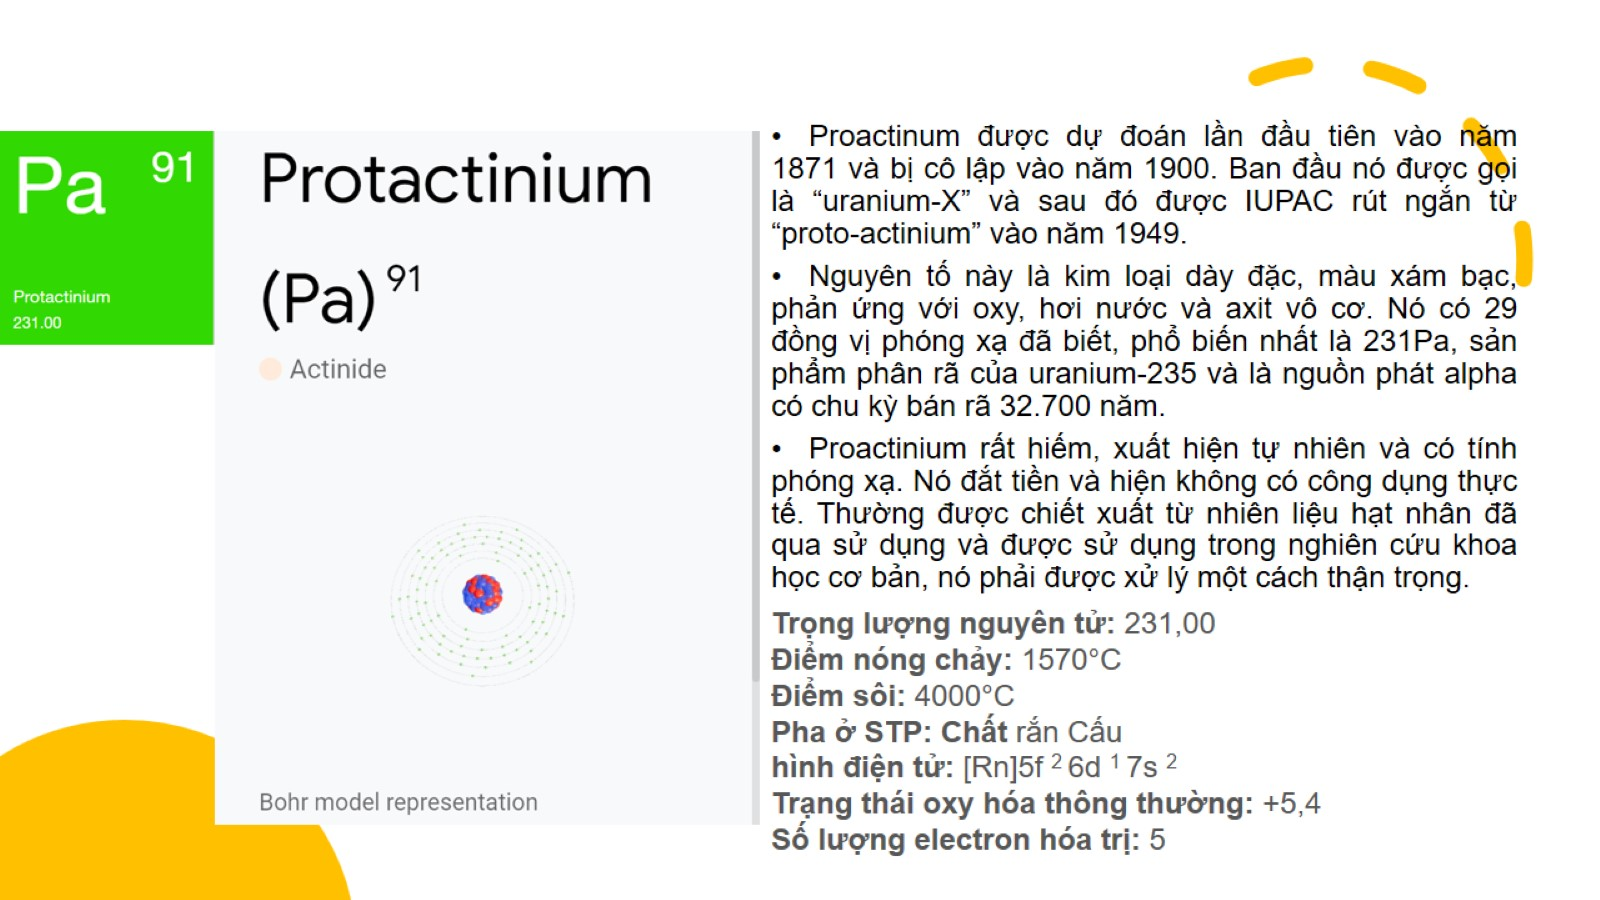 Pa 91
Protactinium
231.00
Protactinium
(Pa) 91
Actinide
Bohr model representation
• Proactinum được dự đoán lần đầu tiên vào năm
1871 và bị cô lập vào năm 1900. Ban đầu nó được gọi
là “uranium-X” và sau đó được IUPAC rút ngắn từ
“proto-actinium” vào năm 1949.
• Nguyên tố này là kim loại dày đặc, màu xám bạc,
phản ứng với oxy, hơi nước và axit vô cơ. Nó có 29
đồng vị phóng xạ đã biết, phổ biến nhất là 231Pa, sản
phẩm phân rã của uranium-235 và là nguồn phát alpha
có chu kỳ bán rã 32.700 năm.
• Proactinium rất hiếm, xuất hiện tự nhiên và có tính
phóng xạ. Nó đắt tiền và hiện không có công dụng thực
tế. Thường được chiết xuất từ nhiên liệu hạt nhân đã
qua sử dụng và được sử dụng trong nghiên cứu khoa
học cơ bản, nó phải được xử lý một cách thận trọng.
Trọng lượng nguyên tử: 231,00
Điểm nóng chảy: 1570°C
Điểm sôi: 4000°C
Pha ở STP: Chất rắn Cấu
hình điện tử: [Rn]5f 2 6d 1 7s 2
Trạng thái oxy hóa thông thường: +5,4
Số lượng electron hóa trị: 5